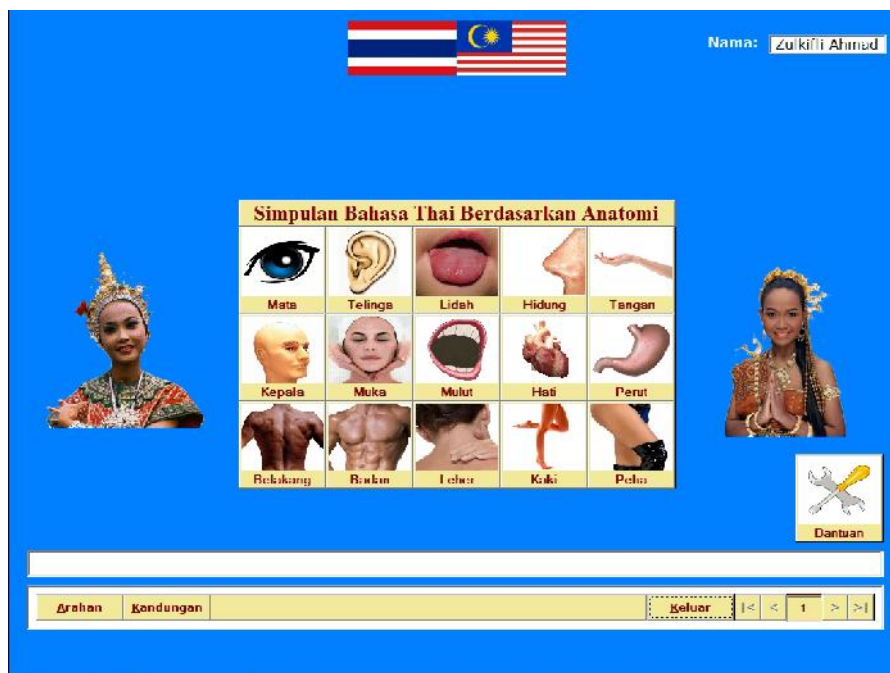 Nama: Zulkifli Ahmad
Simpulan Bahasa Thai Berdasarkan Anatomi
Mata Telinga Lidah Hidung Tangan
Kepala Muka Mulut Hati Perut
Belakang Badan Leher Kaki Peha
Bantuan
Arahan Kandungan Keluar |< < 1 > >|